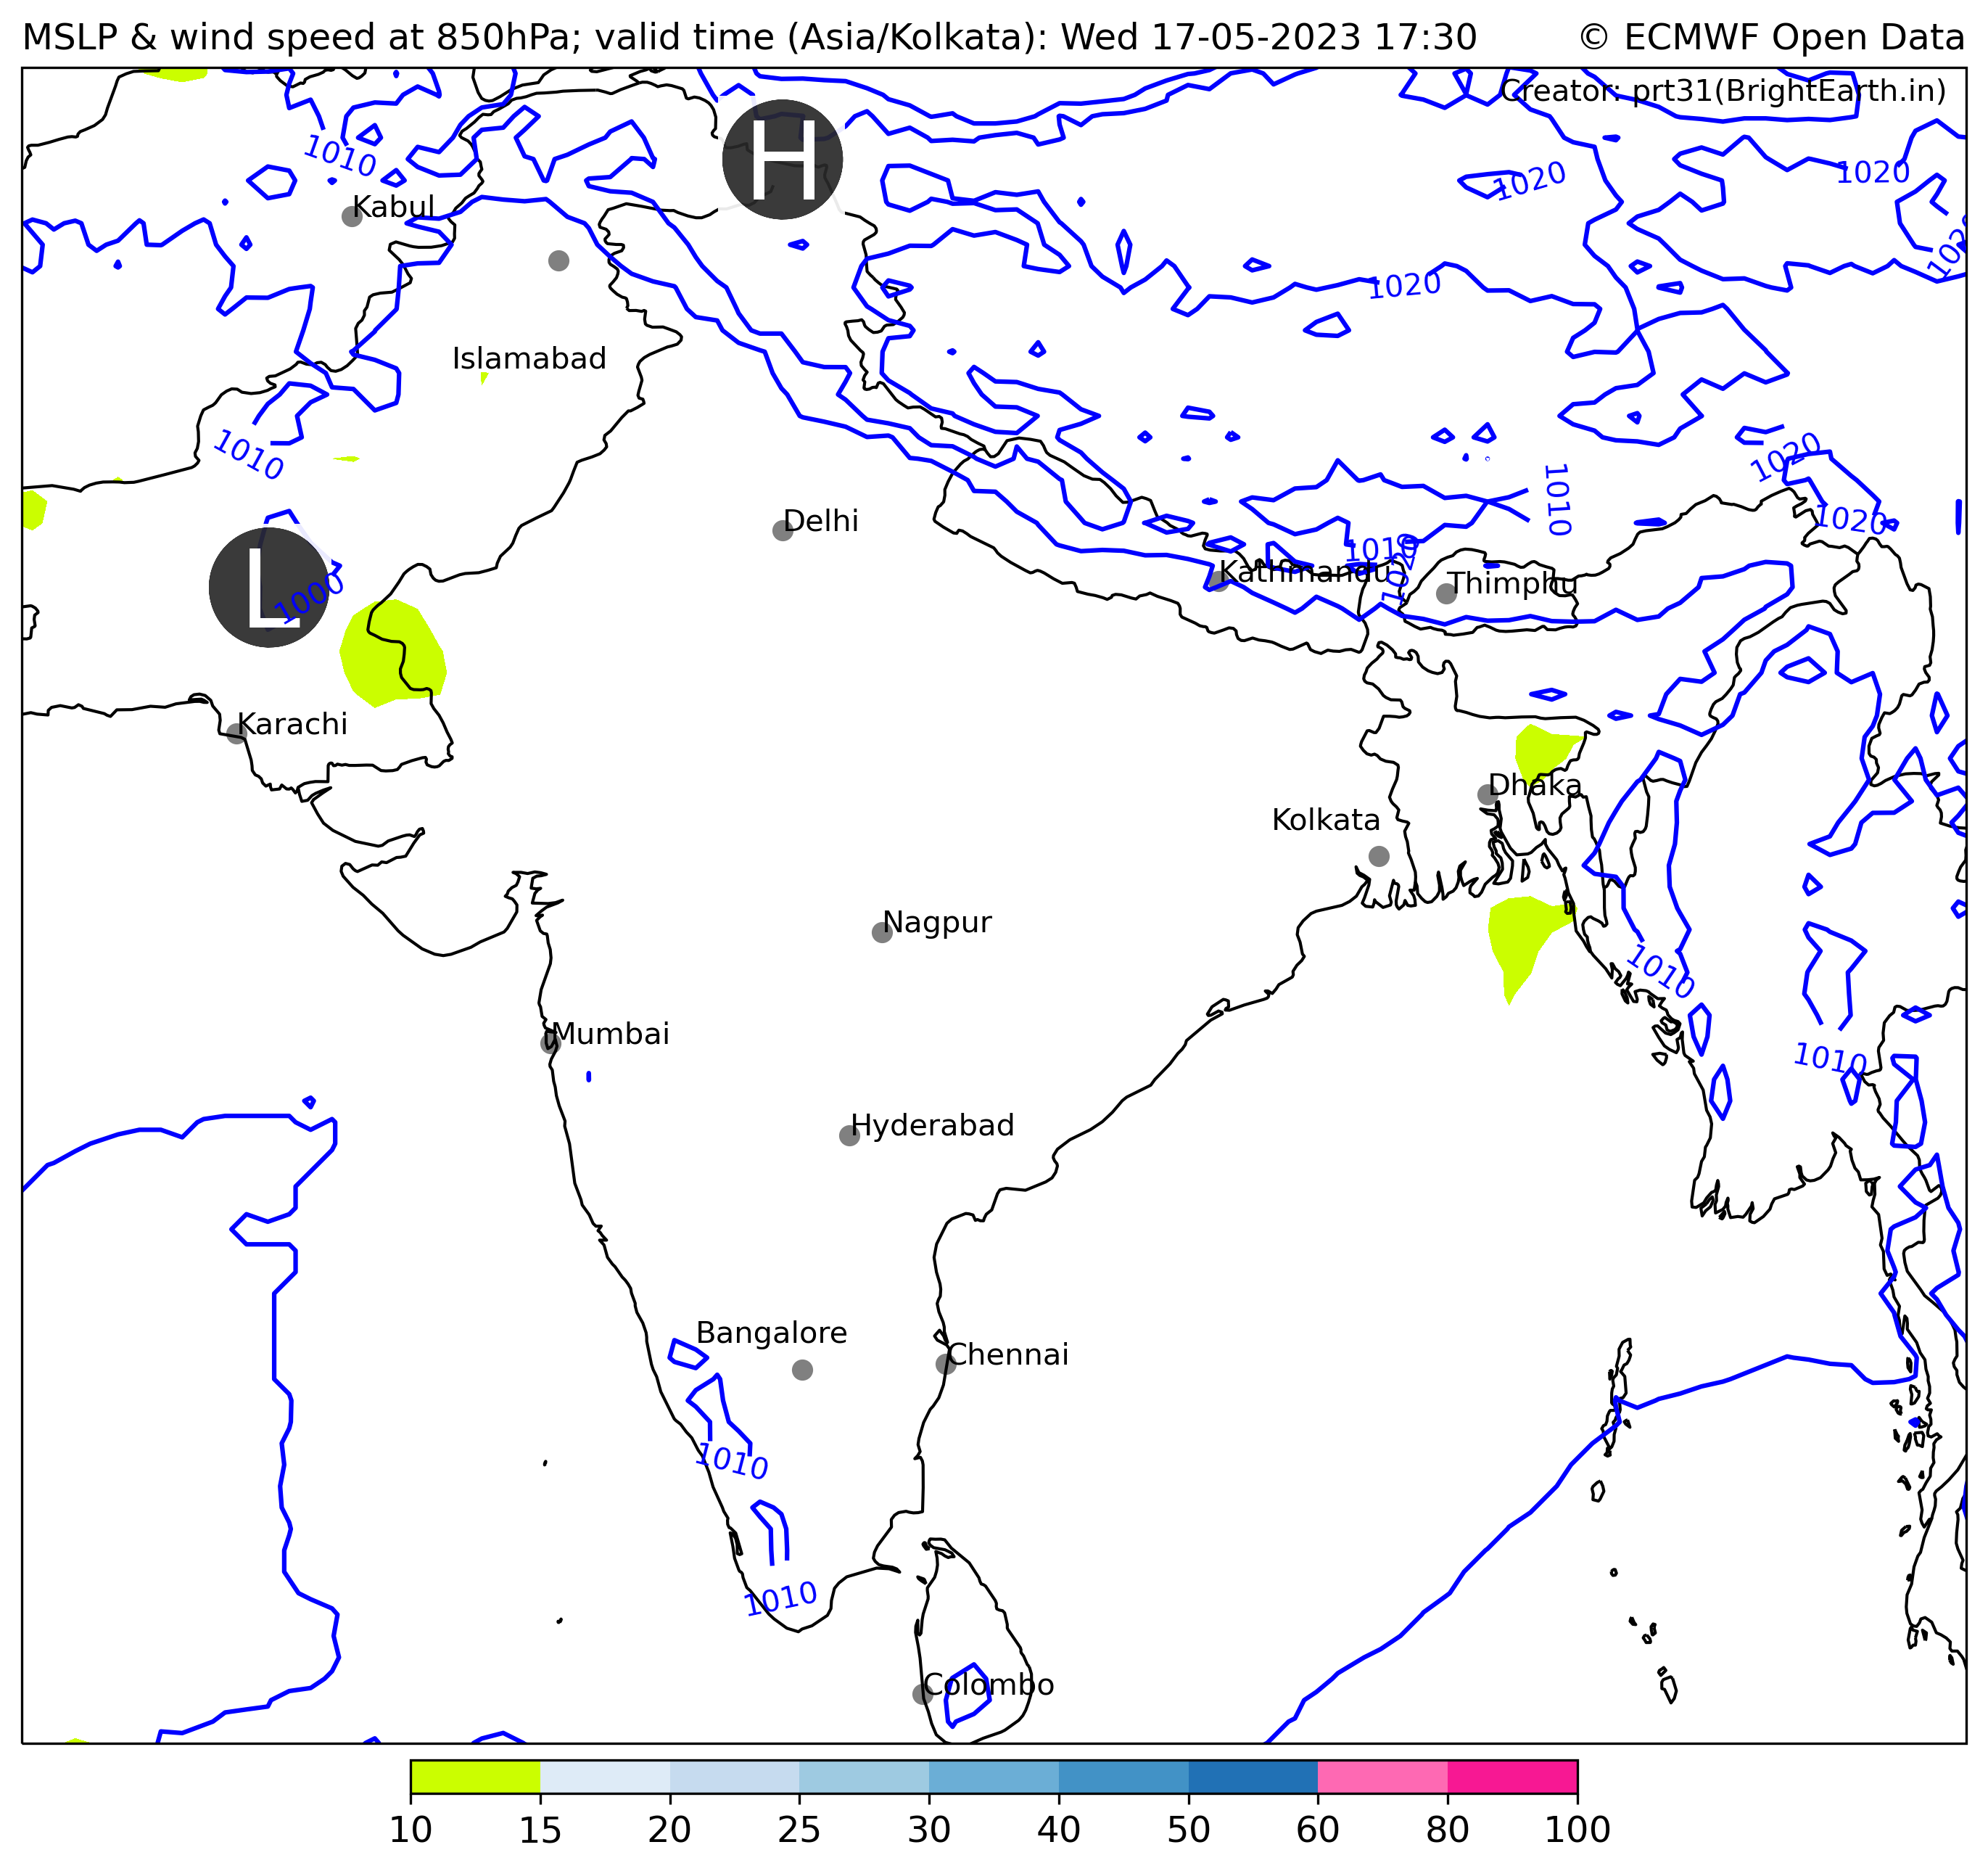 MSLP & wind speed at 850hPa; valid time (Asia/Kolkata): Wed 17-05-2023 17:30 © ECMWF Open Data
Creator: prt31(BrightEarth.in)
H
1010
1020
1020
Kabul
1020
1020
Islamabad
1010
1020
1010
1020
Delhi
1010
1020
Kathmandu
Thimphu
L
1000
Karachi
Dhaka
Kolkata
Nagpur
1010
Mumbai
1010
Hyderabad
Bangalore
Chennai
1010
1010
Colombo
10 15 20 25 30 40 50 60 80 100